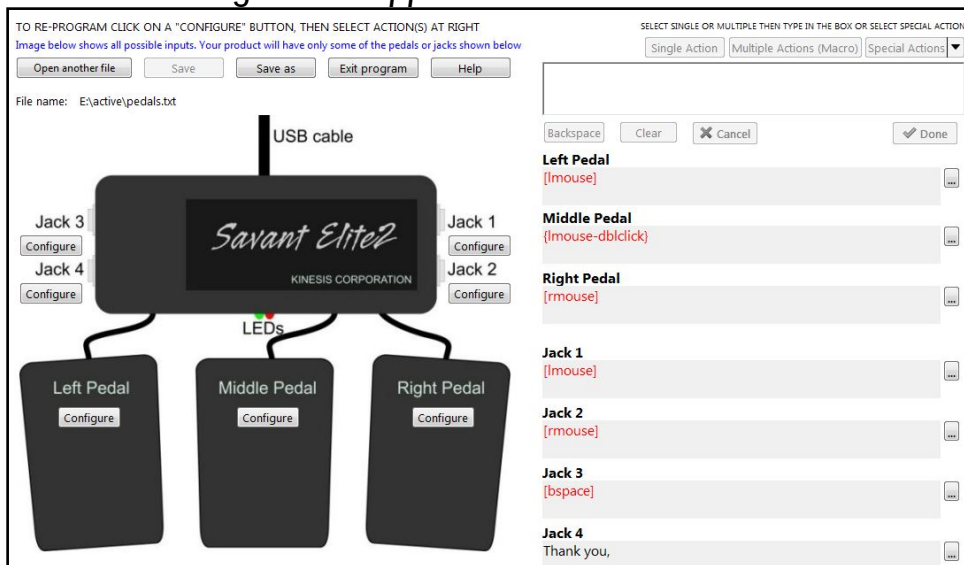 TO RE-PROGRAM CLICK ON A "CONFIGURE" BUTTON, THEN SELECT ACTION(S) AT RIGHT
Image below shows all possible inputs. Your product will have only some of the pedals or jacks shown below
Open another file Save Save as Exit program Help
File name: E:\active\pedals.txt
USB cable
Jack 3
Configure
Jack 4
Configure
Savant Elite2
KINESIS CORPORATION
Jack 1
Configure
Jack 2
Configure
LEDs
Left Pedal
Configure
Middle Pedal
Configure
Right Pedal
Configure
SELECT SINGLE OR MULTIPLE THEN TYPE IN THE BOX OR SELECT SPECIAL ACTION
Single Action Multiple Actions (Macro) Special Actions
Backspace Clear Cancel Done
Left Pedal
[lmouse]
...
Middle Pedal
{lmouse-dblclick}
...
Right Pedal
[rmouse]
...
Jack 1
[lmouse]
...
Jack 2
[rmouse]
...
Jack 3
[bspace]
...
Jack 4
Thank you,
...